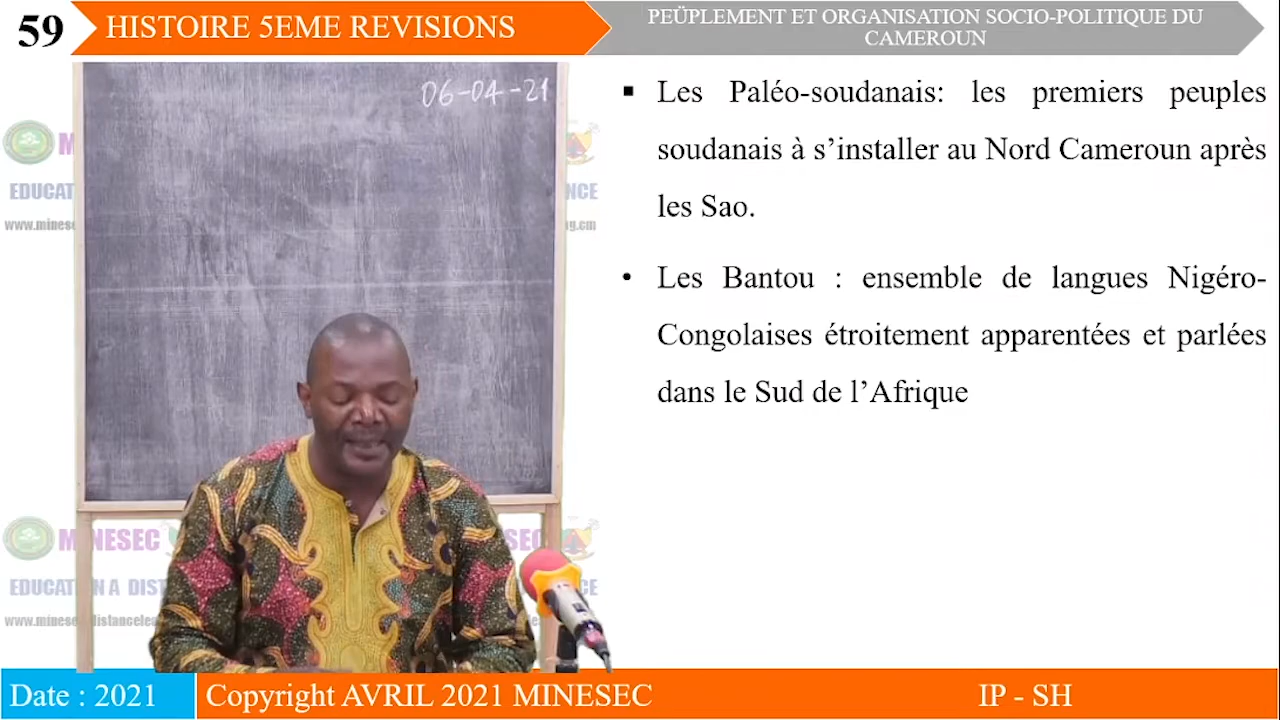 59
HISTOIRE 5EME REVISIONS
PEÜPLEMENT ET ORGANISATION SOCIO-POLITIQUE DU
CAMEROUN
06-04-21
▪ Les Paléo-soudanais: les premiers peuples
soudanais à s’installer au Nord Cameroun après
les Sao.
• Les Bantou : ensemble de langues Nigéro-
Congolaises étroitement apparentées et parlées
dans le Sud de l’Afrique
MINESEC
Date : 2021
Copyright AVRIL 2021 MINESEC
IP - SH